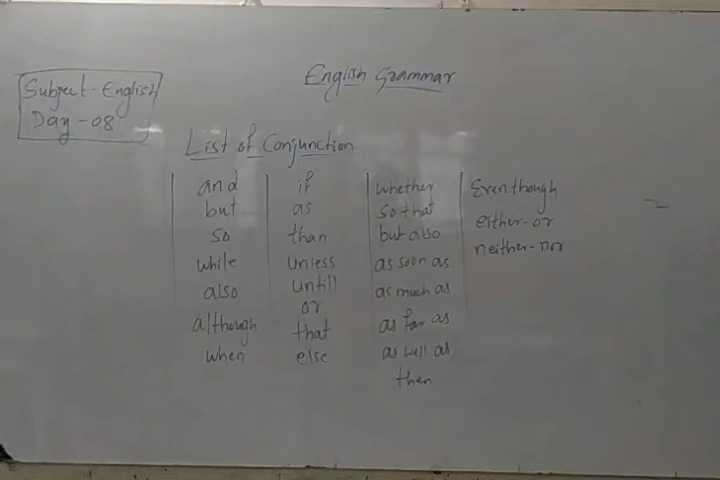 English Grammar
Subject - English
Day - 08
List of Conjunction
and
but
so
while
also
although
when
if
as
than
unless
untill
or
that
else
whether
so that
but also
as soon as
as much as
as far as
as well as
then
Even though
either - or
neither - nor